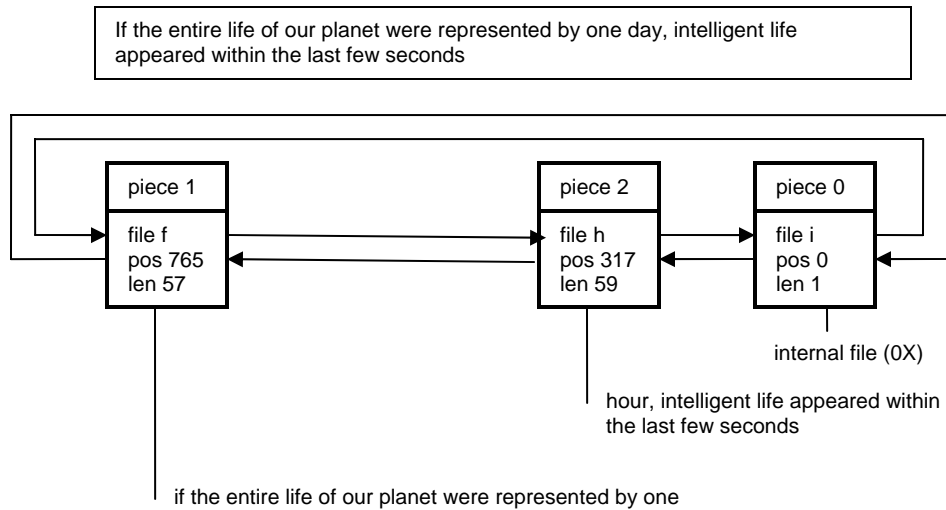 If the entire life of our planet were represented by one day, intelligent life
appeared within the last few seconds
piece 1
file f
pos 765
len 57
piece 2
file h
pos 317
len 59
piece 0
file i
pos 0
len 1
internal file (0X)
hour, intelligent life appeared within
the last few seconds
if the entire life of our planet were represented by one